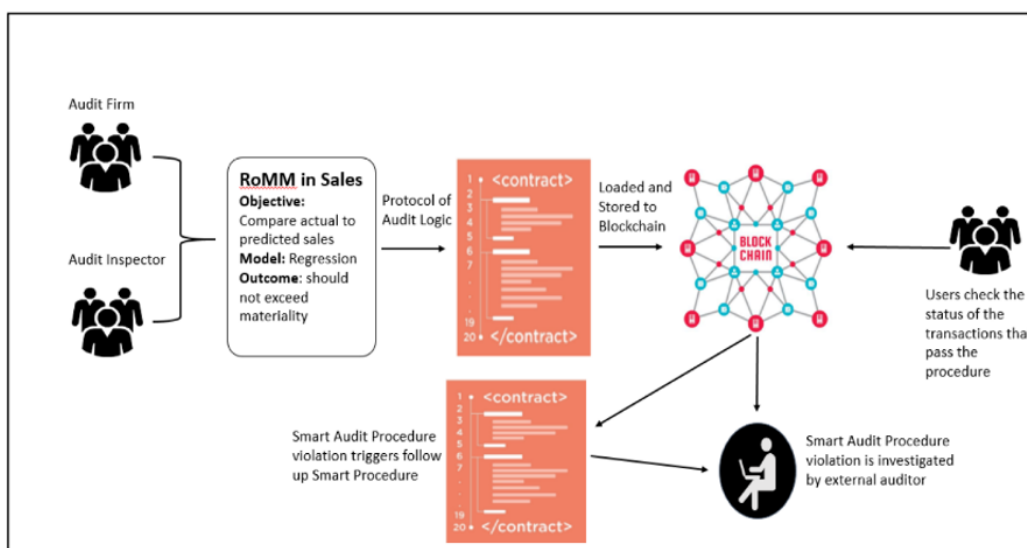 Audit Firm
Audit Inspector
RoMM in Sales
Objective:
Compare actual to
predicted sales
Model: Regression
Outcome: should
not exceed
materiality
Protocol of
Audit Logic
1 <contract>
2
3
4
5
6
7
.
.
.
19
20 </contract>
Loaded and
Stored to
Blockchain
BLOCK
CHAIN
Users check the
status of the
transactions tha
pass the
procedure
Smart Audit Procedure
violation triggers follow
up Smart Procedure
1 <contract>
2
3
4
5
6
7
.
.
.
19
20 </contract>
Smart Audit Procedure
violation is investigated
by external auditor